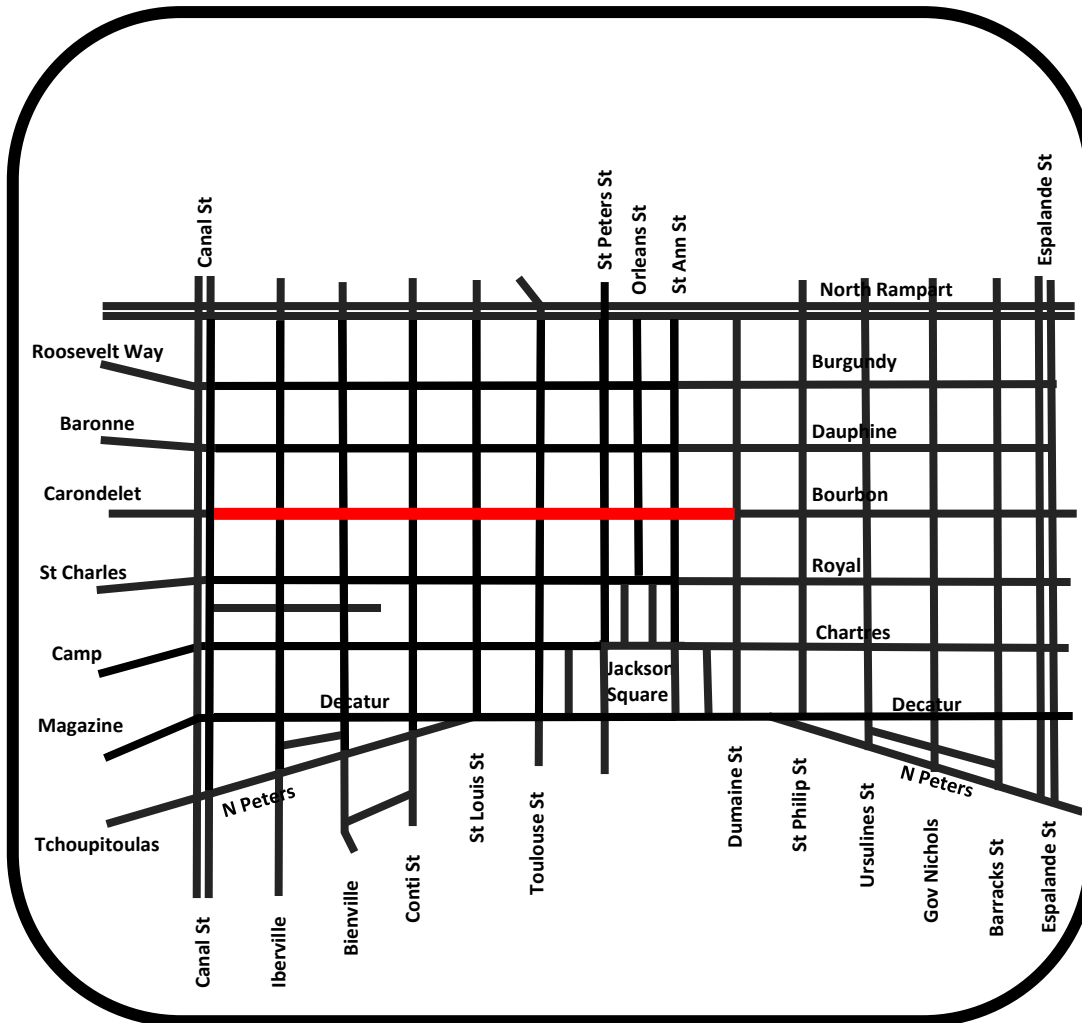 Canal St
St Peters St
Orleans St
St Ann St
Espalande St
North Rampart
Roosevelt Way
Burgundy
Baronne
Dauphine
Carondelet
Bourbon
St Charles
Royal
Camp
Chartres
Jackson
Square
Magazine
Decatur
Decatur
N Peters
N Peters
Tchoupitoulas
Canal St
Iberville
Bienville
Conti St
St Louis St
Toulouse St
Dumaine St
St Philip St
Ursulines St
Gov Nichols
Barracks St
Espalande St